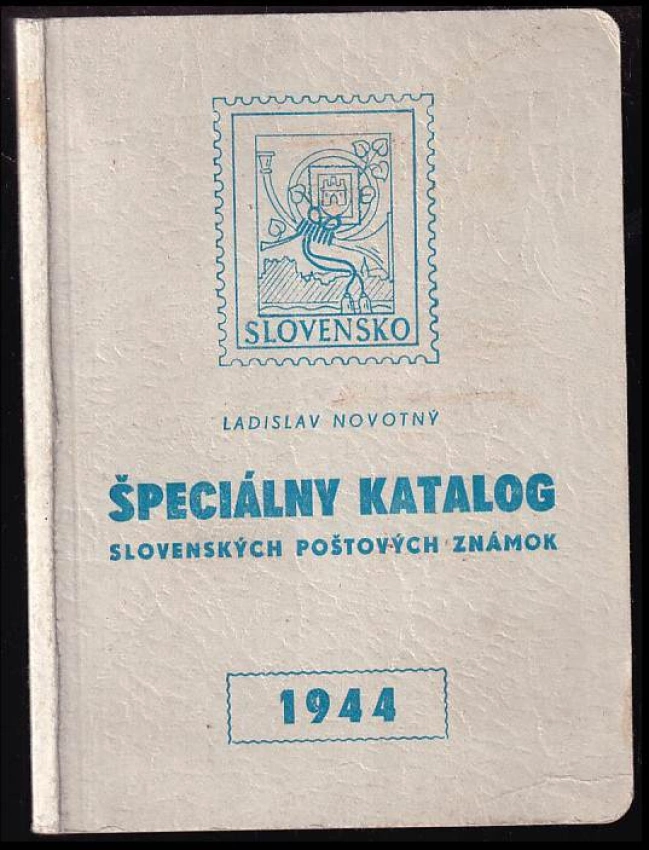 SLOVENSKO
LADISLAV NOVOTNÝ
ŠPECIÁLNY KATALOG
SLOVENSKÝCH POŠTOVÝCH ZNÁMOK
1944